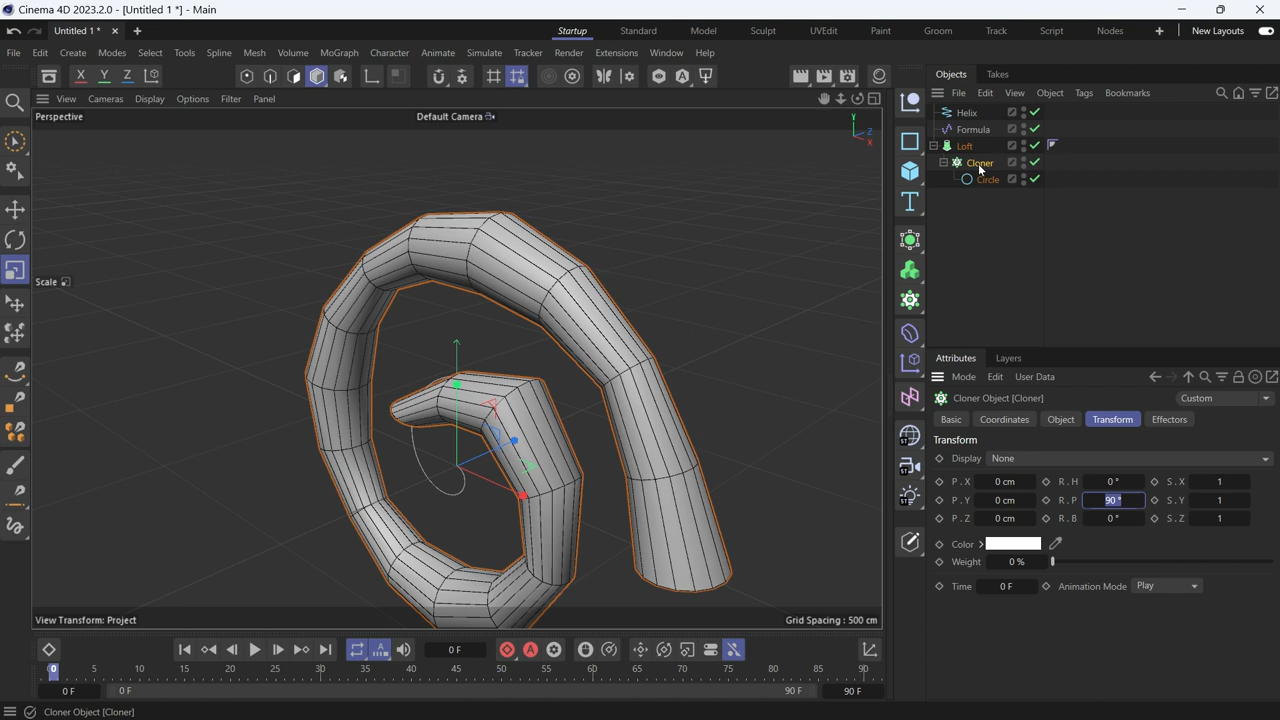 Cinema 4D 2023.2.0 - [Untitled 1 *] - Main
Untitled 1 *
Startup Standard Model Sculpt UVEdit Paint Groom Track Script Nodes New Layouts
File Edit Create Modes Select Tools Spline Mesh Volume MoGraph Character Animate Simulate Tracker Render Extensions Window Help
X Y Z
Objects Takes
View Cameras Display Options Filter Panel
File Edit View Object Tags Bookmarks
Perspective
Default Camera
Y
Z
X
Helix
Formula
Loft
Cloner
Circle
Scale
Attributes Layers
Mode Edit User Data
Cloner Object [Cloner]
Custom
Basic Coordinates Object Transform Effectors
Transform
Display None
P . X 0 cm R . H 0 ° S . X 1
P . Y 0 cm R . P 90 ° S . Y 1
P . Z 0 cm R . B 0 ° S . Z 1
Color
Weight 0 %
Time 0 F Animation Mode Play
View Transform: Project
Grid Spacing : 500 cm
0 F
0 5 10 15 20 25 30 35 40 45 50 55 60 65 70 75 80 85 90
0 F 0 F 90 F 90 F
Cloner Object [Cloner]